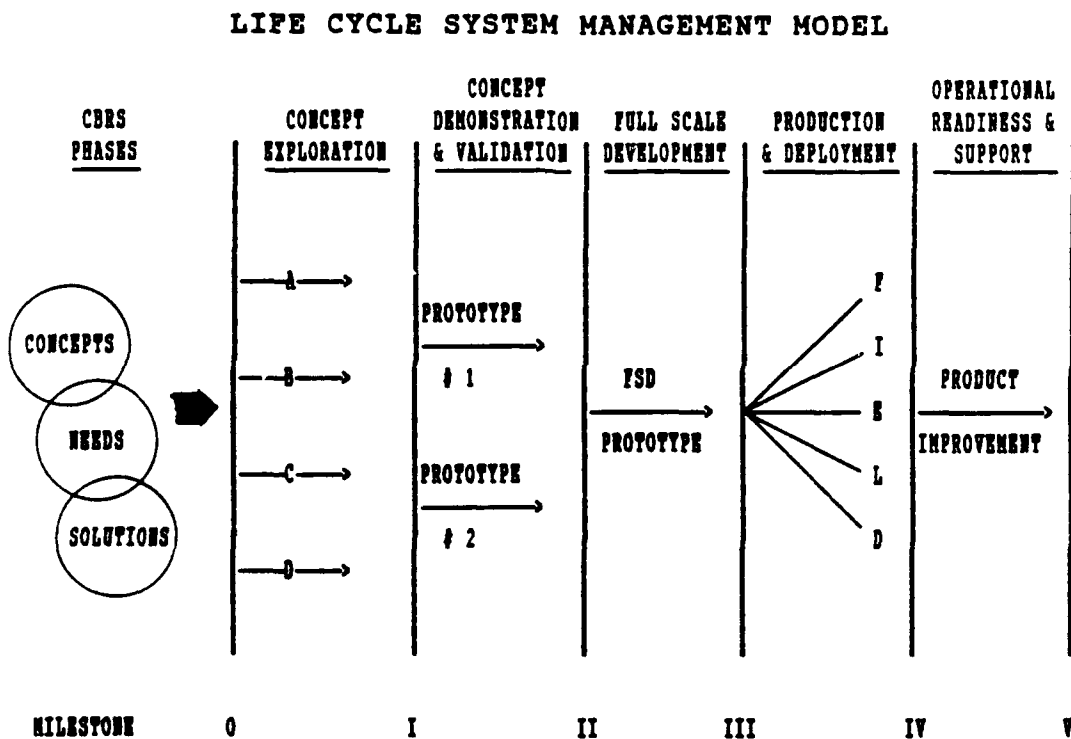 LIFE CYCLE SYSTEM MANAGEMENT MODEL
CBRS
PHASES
CONCEPT
EXPLORATION
CONCEPT
DEMONSTRATION
& VALIDATION
FULL SCALE
DEVELOPMENT
PRODUCTION
& DEPLOYMENT
OPERATIONAL
READINESS &
SUPPORT
CONCEPTS
NEEDS
SOLUTIONS
A
B
C
D
PROTOTYPE
# 1
PROTOTYPE
# 2
FSD
PROTOTYPE
F
I
E
L
D
PRODUCT
IMPROVEMENT
MILESTONE 0 I II III IV V